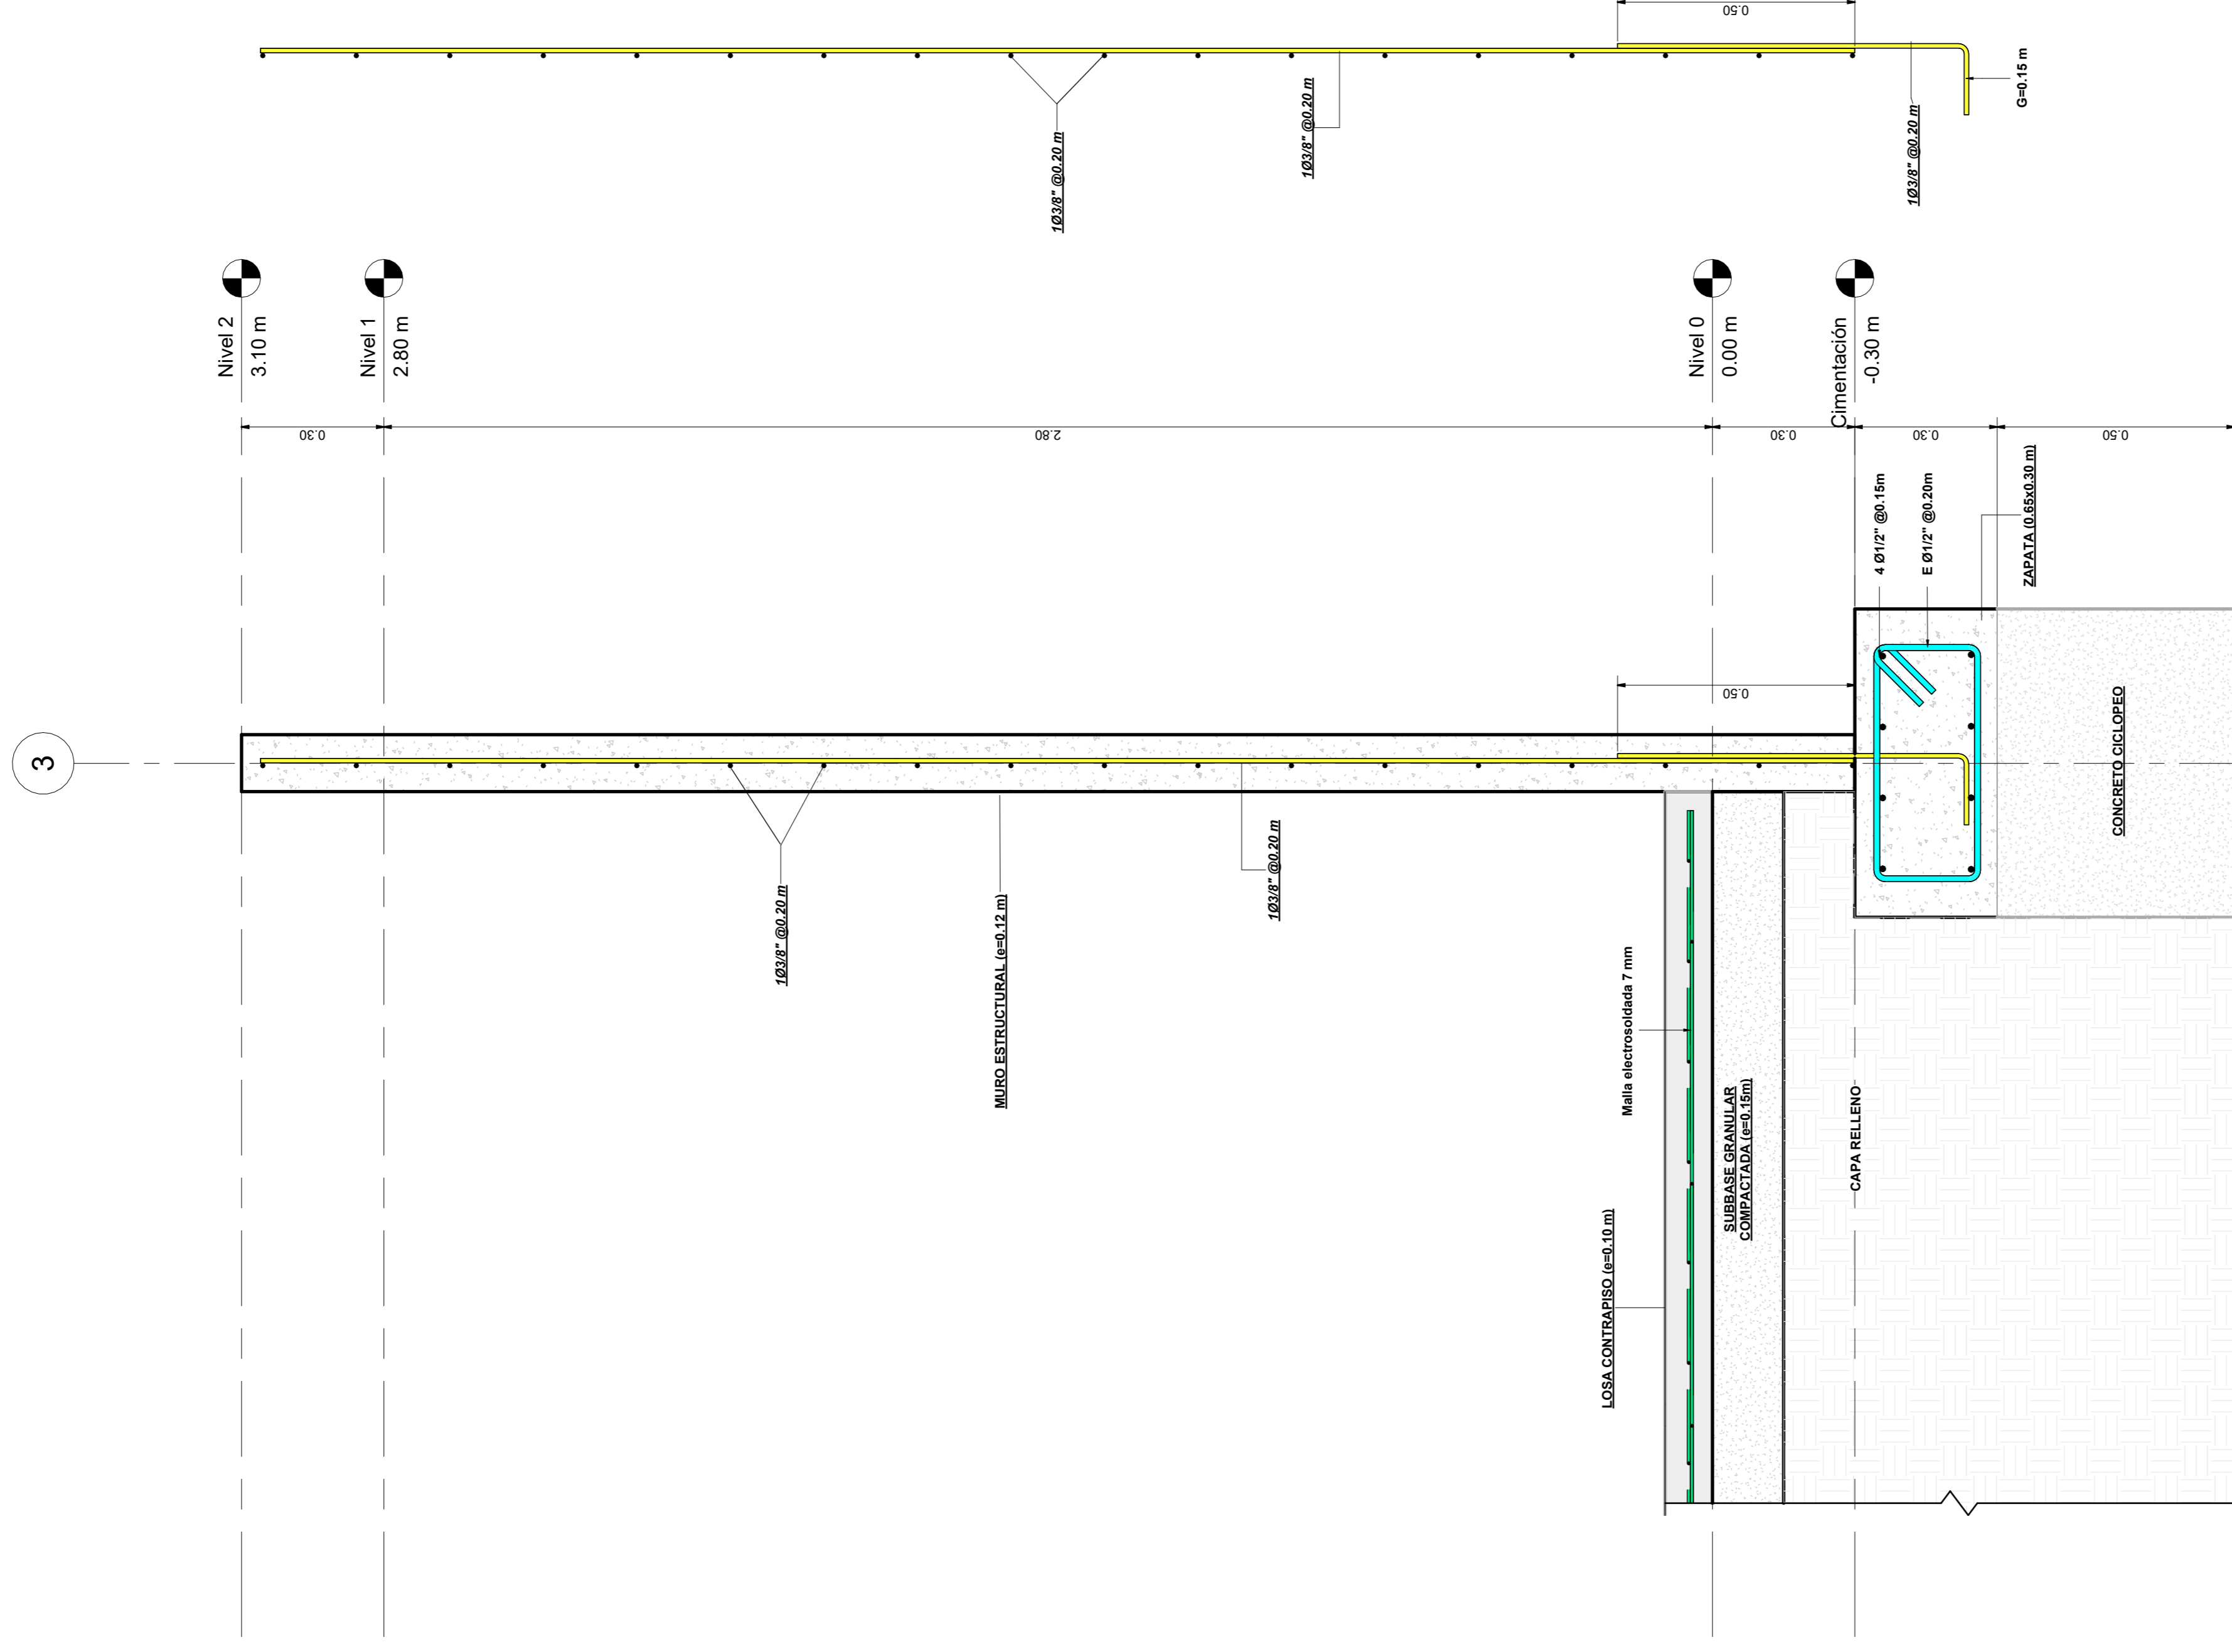 3
Nivel 2
3.10 m
Nivel 1
2.80 m
Nivel 0
0.00 m
Cimentación
-0.30 m
0.30
2.80
0.30
0.30
0.50
0.50
0.50
1Ø3/8" @0.20 m
1Ø3/8" @0.20 m
1Ø3/8" @0.20 m
G=0.15 m
1Ø3/8" @0.20 m
MURO ESTRUCTURAL (e=0.12 m)
1Ø3/8" @0.20 m
4 Ø1/2" @0.15m
E Ø1/2" @0.20m
ZAPATA (0.65x0.30 m)
CONCRETO CICLOPEO
Malla electrosoldada 7 mm
LOSA CONTRAPISO (e=0.10 m)
SUBBASE GRANULAR
COMPACTADA (e=0.15m)
CAPA RELLENO